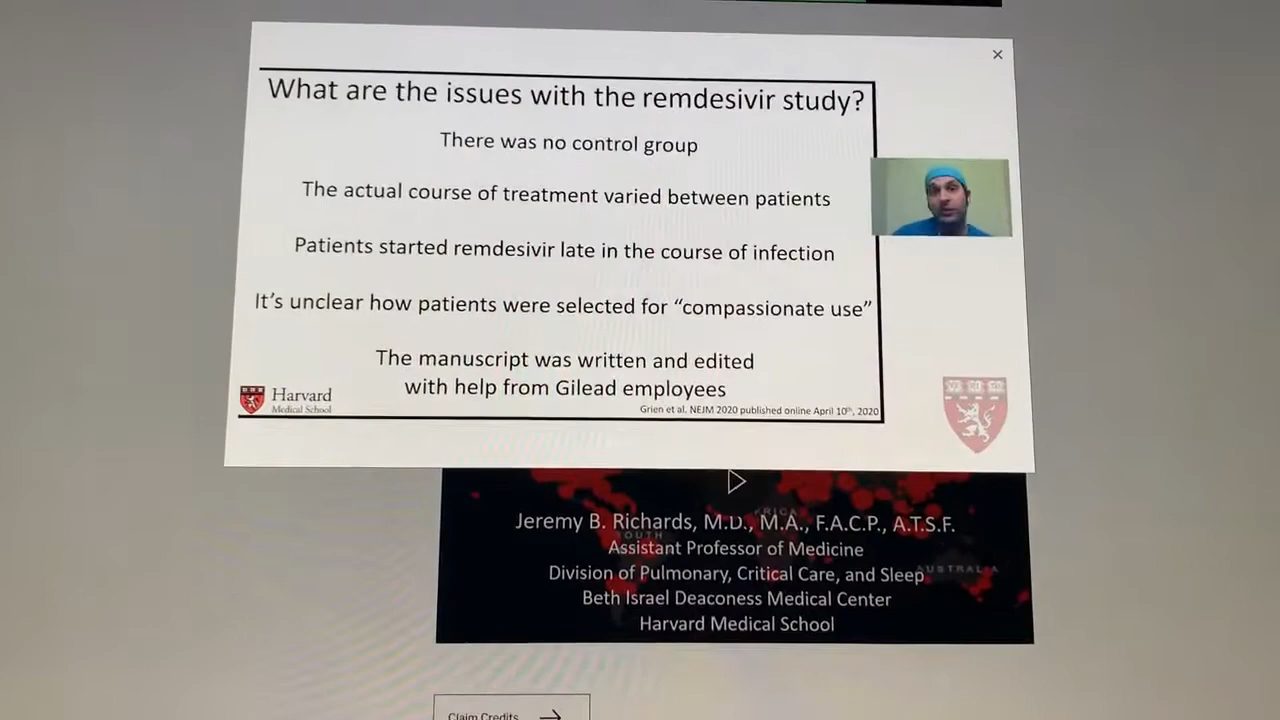 What are the issues with the remdesivir study?
There was no control group
The actual course of treatment varied between patients
Patients started remdesivir late in the course of infection
It's unclear how patients were selected for “compassionate use”
The manuscript was written and edited
with help from Gilead employees
Harvard
Medical School
Grien et al. NEJM 2020 published online April 10th, 2020
Jeremy B. Richards, M.D., M.A., F.A.C.P., A.T.S.F.
Assistant Professor of Medicine
Division of Pulmonary, Critical Care, and Sleep
AUSTRALIA
Beth Israel Deaconess Medical Center
Harvard Medical School
Claim Credits